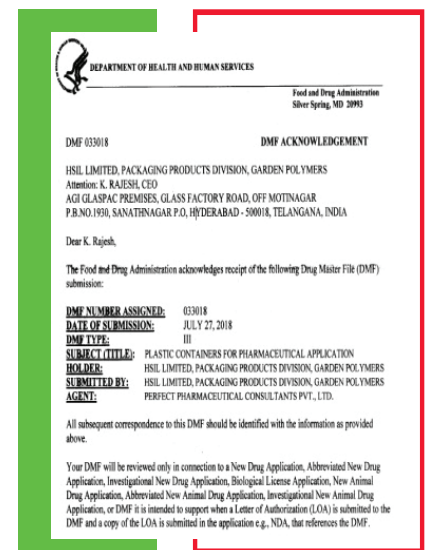 DEPARTMENT OF HEALTH AND HUMAN SERVICES
Food and Drug Administration
Silver Spring, MD 20993
DMF 033018
DMF ACKNOWLEDGEMENT
HSIL LIMITED, PACKAGING PRODUCTS DIVISION, GARDEN POLYMERS
Attention: K. RAJESH, CEO
AGI GLASPAC PREMISES, GLASS FACTORY ROAD, OFF MOTINAGAR
P.B.NO.1930, SANATHNAGAR P.O, HYDERABAD - 500018, TELANGANA, INDIA
Dear K. Rajesh,
The Food and Drug Administration acknowledges receipt of the following Drug Master File (DMF)
submission:
DMF NUMBER ASSIGNED: 033018
DATE OF SUBMISSION: JULY 27, 2018
DMF TYPE: III
SUBJECT (TITLE): PLASTIC CONTAINERS FOR PHARMACEUTICAL APPLICATION
HOLDER: HSIL LIMITED, PACKAGING PRODUCTS DIVISION, GARDEN POLYMERS
SUBMITTED BY: HSIL LIMITED, PACKAGING PRODUCTS DIVISION, GARDEN POLYMERS
AGENT: PERFECT PHARMACEUTICAL CONSULTANTS PVT., LTD.
All subsequent correspondence to this DMF should be identified with the information as provided
above.
Your DMF will be reviewed only in connection to a New Drug Application, Abbreviated New Drug
Application, Investigational New Drug Application, Biological License Application, New Animal
Drug Application, Abbreviated New Animal Drug Application, Investigational New Animal Drug
Application, or DMF it is intended to support when a Letter of Authorization (LOA) is submitted to the
DMF and a copy of the LOA is submitted in the application e.g., NDA, that references the DMF.